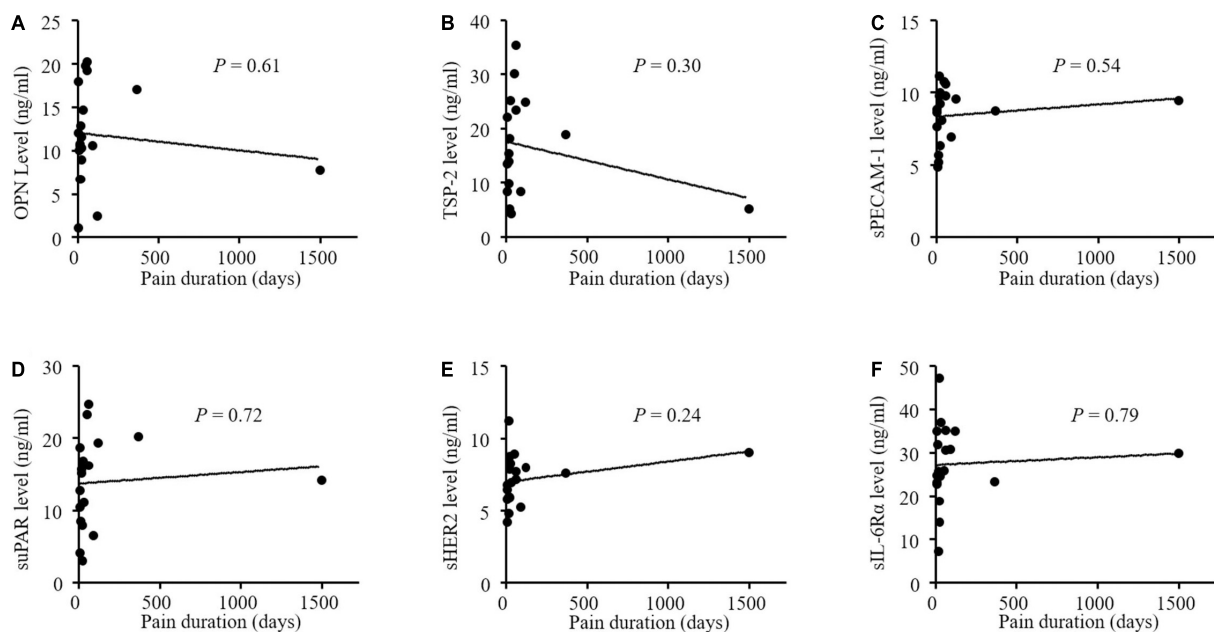 A
OPN Level (ng/ml)
25
20
15
10
5
0
P = 0.61
0 500 1000 1500
Pain duration (days)
B
TSP-2 level (ng/ml)
40
30
20
10
0
P = 0.30
0 500 1000 1500
Pain duration (days)
C
sPECAM-1 level (ng/ml)
15
10
5
0
P = 0.54
0 500 1000 1500
Pain duration (days)
D
suPAR level (ng/ml)
30
20
10
0
P = 0.72
0 500 1000 1500
Pain duration (days)
E
sHER2 level (ng/ml)
15
10
5
0
P = 0.24
0 500 1000 1500
Pain duration (days)
F
sIL-6Rα level (ng/ml)
50
40
30
20
10
0
P = 0.79
0 500 1000 1500
Pain duration (days)